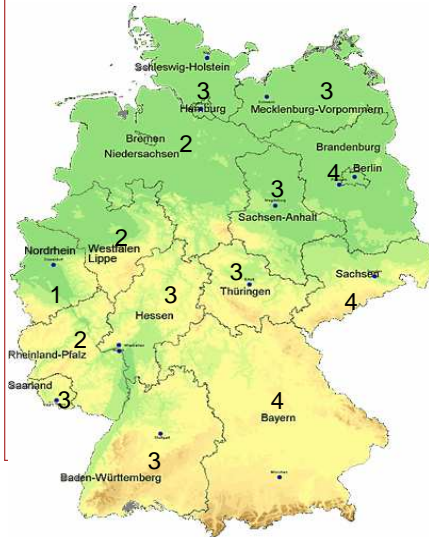 Schleswig-Holstein
3
Hamburg
3
Mecklenburg-Vorpommern
Bremen
Niedersachsen
2
Brandenburg
4
Berlin
3
Sachsen-Anhalt
2
Nordrhein
Westfalen
Lippe
1
3
Hessen
3
Thüringen
Sachsen
4
2
Rheinland-Pfalz
Saarland
3
4
Bayern
3
Baden-Württemberg